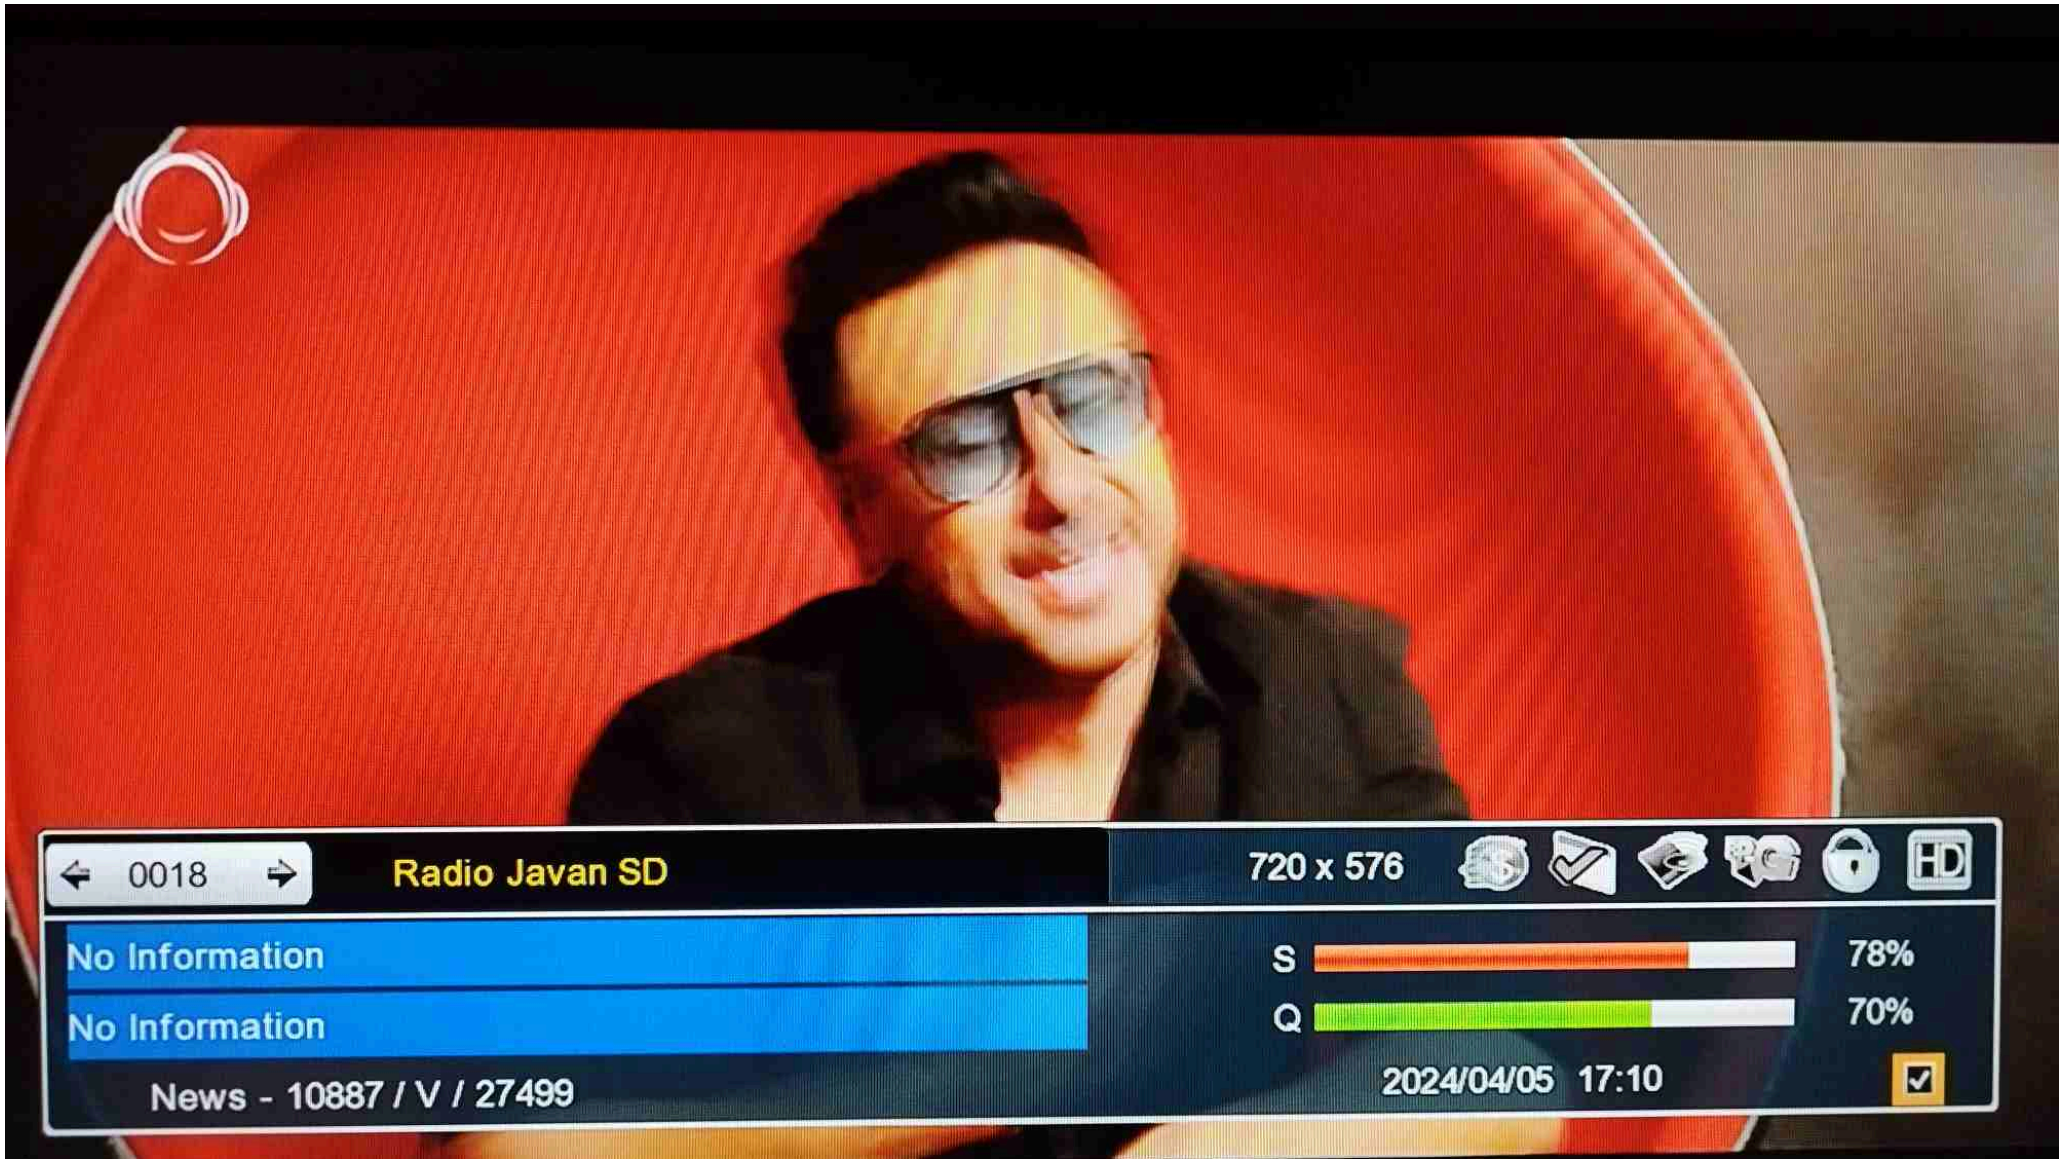 0018
Radio Javan SD
720 x 576
HD
No Information
S 78%
No Information
Q 70%
News - 10887 / V / 27499
2024/04/05 17:10